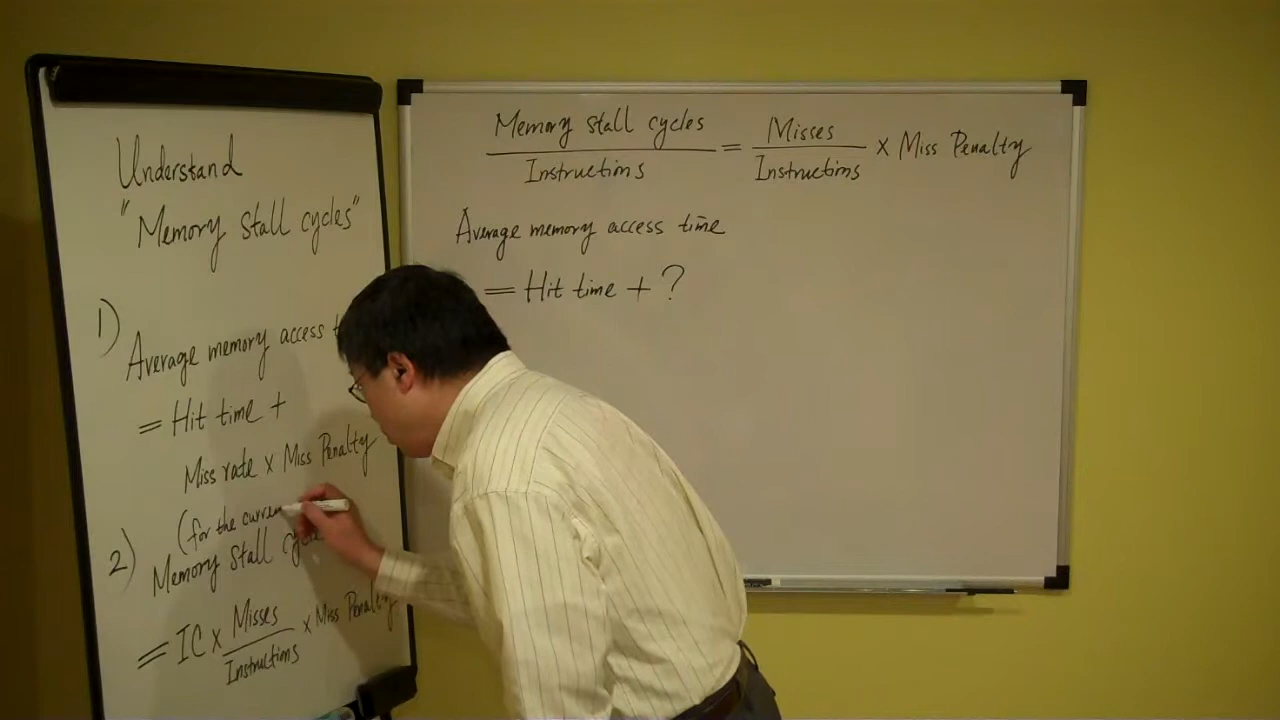 Understand
"Memory stall cycles"
1)
Average memory access
= Hit time +
Miss rate × Miss Penalty
(for the curren
2)
Memory Stall cycle
= IC × Misses / Instructions × Miss Penalty
Memory stall cycles / Instructions = Misses / Instructions × Miss Penalty
Average memory access time
= Hit time + ?